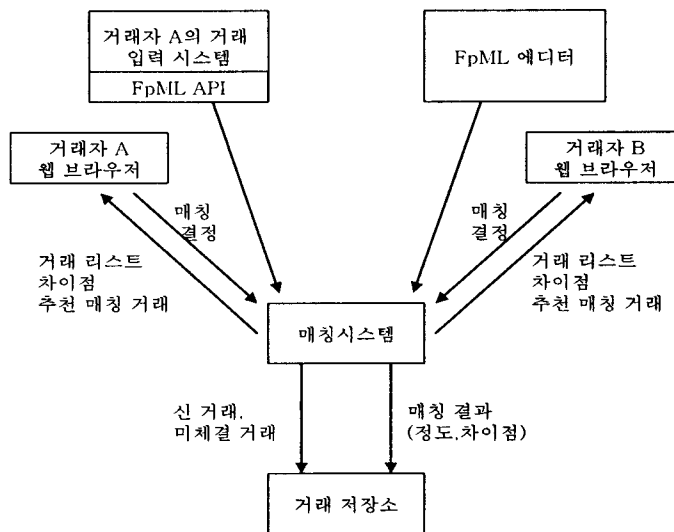 거래자 A의 거래
입력 시스템
FpML API
FpML 에디터
거래자 A
웹 브라우저
거래자 B
웹 브라우저
매칭
결정
매칭
결정
거래 리스트
차이점
추천 매칭 거래
거래 리스트
차이점
추천 매칭 거래
매칭시스템
신 거래,
미체결 거래
매칭 결과
(정도,차이점)
거래 저장소